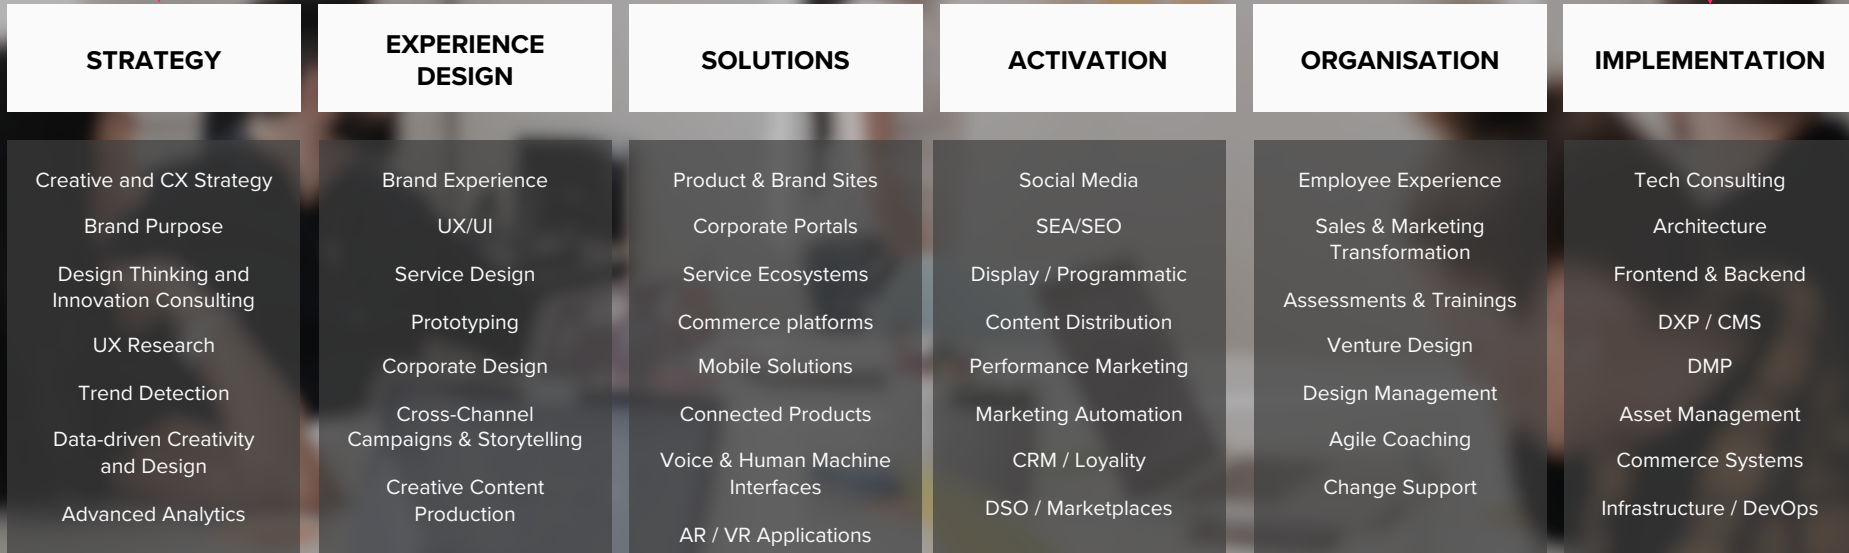 STRATEGY
Creative and CX Strategy
Brand Purpose
Design Thinking and
Innovation Consulting
UX Research
Trend Detection
Data-driven Creativity
and Design
Advanced Analytics
EXPERIENCE
DESIGN
Brand Experience
UX/UI
Service Design
Prototyping
Corporate Design
Cross-Channel
Campaigns & Storytelling
Creative Content
Production
SOLUTIONS
Product & Brand Sites
Corporate Portals
Service Ecosystems
Commerce platforms
Mobile Solutions
Connected Products
Voice & Human Machine
Interfaces
AR / VR Applications
ACTIVATION
Social Media
SEA/SEO
Display / Programmatic
Content Distribution
Performance Marketing
Marketing Automation
CRM / Loyality
DSO / Marketplaces
ORGANISATION
Employee Experience
Sales & Marketing
Transformation
Assessments & Trainings
Venture Design
Design Management
Agile Coaching
Change Support
IMPLEMENTATION
Tech Consulting
Architecture
Frontend & Backend
DXP / CMS
DMP
Asset Management
Commerce Systems
Infrastructure / DevOps